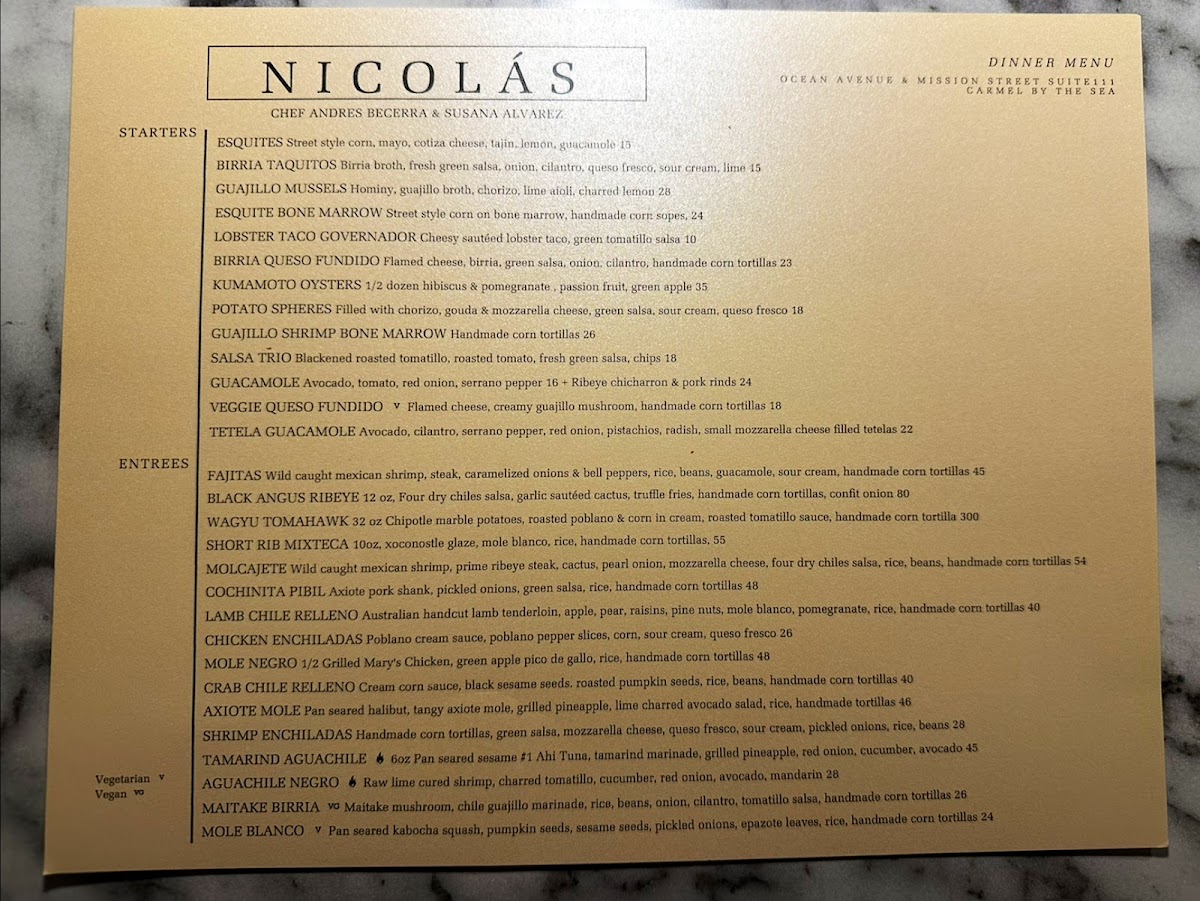 NICOLÁS
CHEF ANDRES BECERRA & SUSANA ALVAREZ
DINNER MENU
OCEAN AVENUE & MISSION STREET SUITE111
CARMEL BY THE SEA
STARTERS
ESQUITES Street style corn, mayo, cotiza cheese, tajin, lemon, guacamole 15
BIRRIA TAQUITOS Birria broth, fresh green salsa, onion, cilantro, queso fresco, sour cream, lime 15
GUAJILLO MUSSELS Hominy, guajillo broth, chorizo, lime aioli, charred lemon 28
ESQUITE BONE MARROW Street style corn on bone marrow, handmade corn sopes, 24
LOBSTER TACO GOVERNADOR Cheesy sautéed lobster taco, green tomatillo salsa 10
BIRRIA QUESO FUNDIDO Flamed cheese, birria, green salsa, onion, cilantro, handmade corn tortillas 23
KUMAMOTO OYSTERS 1/2 dozen hibiscus & pomegranate , passion fruit, green apple 35
POTATO SPHERES Filled with chorizo, gouda & mozzarella cheese, green salsa, sour cream, queso fresco 18
GUAJILLO SHRIMP BONE MARROW Handmade corn tortillas 26
SALSA TRIO Blackened roasted tomatillo, roasted tomato, fresh green salsa, chips 18
GUACAMOLE Avocado, tomato, red onion, serrano pepper 16 + Ribeye chicharron & pork rinds 24
VEGGIE QUESO FUNDIDO V Flamed cheese, creamy guajillo mushroom, handmade corn tortillas 18
TETELA GUACAMOLE Avocado, cilantro, serrano pepper, red onion, pistachios, radish, small mozzarella cheese filled tetelas 22
ENTREES
FAJITAS Wild caught mexican shrimp, steak, caramelized onions & bell peppers, rice, beans, guacamole, sour cream, handmade corn tortillas 45
BLACK ANGUS RIBEYE 12 oz, Four dry chiles salsa, garlic sautéed cactus, truffle fries, handmade corn tortillas, confit onion 80
WAGYU TOMAHAWK 32 oz Chipotle marble potatoes, roasted poblano & corn in cream, roasted tomatillo sauce, handmade corn tortilla 300
SHORT RIB MIXTECA 10oz, xoconostle glaze, mole blanco, rice, handmade corn tortillas, 55
MOLCAJETE Wild caught mexican shrimp, prime ribeye steak, cactus, pearl onion, mozzarella cheese, four dry chiles salsa, rice, beans, handmade corn tortillas 54
COCHINITA PIBIL Axiote pork shank, pickled onions, green salsa, rice, handmade corn tortillas 48
LAMB CHILE RELLENO Australian handcut lamb tenderloin, apple, pear, raisins, pine nuts, mole blanco, pomegranate, rice, handmade corn tortillas 40
CHICKEN ENCHILADAS Poblano cream sauce, poblano pepper slices, corn, sour cream, queso fresco 26
MOLE NEGRO 1/2 Grilled Mary's Chicken, green apple pico de gallo, rice, handmade corn tortillas 48
CRAB CHILE RELLENO Cream corn sauce, black sesame seeds. roasted pumpkin seeds, rice, beans, handmade corn tortillas 40
AXIOTE MOLE Pan seared halibut, tangy axiote mole, grilled pineapple, lime charred avocado salad, rice, handmade tortillas 46
SHRIMP ENCHILADAS Handmade corn tortillas, green salsa, mozzarella cheese, queso fresco, sour cream, pickled onions, rice, beans 28
TAMARIND AGUACHILE 6oz Pan seared sesame #1 Ahi Tuna, tamarind marinade, grilled pineapple, red onion, cucumber, avocado 45
AGUACHILE NEGRO Raw lime cured shrimp, charred tomatillo, cucumber, red onion, avocado, mandarin 28
MAITAKE BIRRIA VG Maitake mushroom, chile guajillo marinade, rice, beans, onion, cilantro, tomatillo salsa, handmade corn tortillas 26
MOLE BLANCO V Pan seared kabocha squash, pumpkin seeds, sesame seeds, pickled onions, epazote leaves, rice, handmade corn tortillas 24
Vegetarian V
Vegan VG